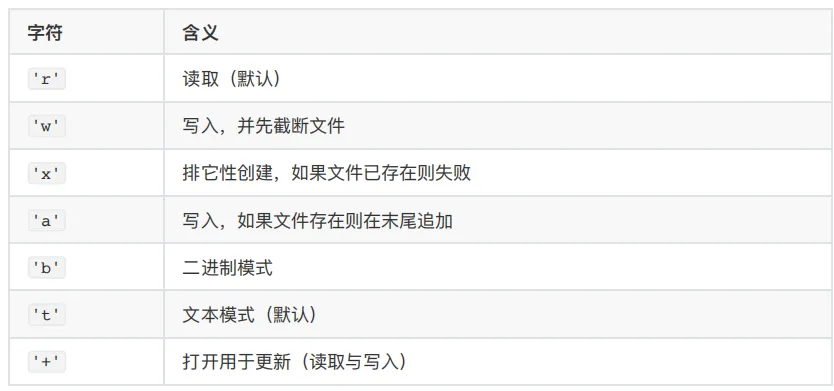 字符 含义
'r' 读取（默认）
'w' 写入，并先截断文件
'x' 排它性创建，如果文件已存在则失败
'a' 写入，如果文件存在则在末尾追加
'b' 二进制模式
't' 文本模式（默认）
'+' 打开用于更新（读取与写入）